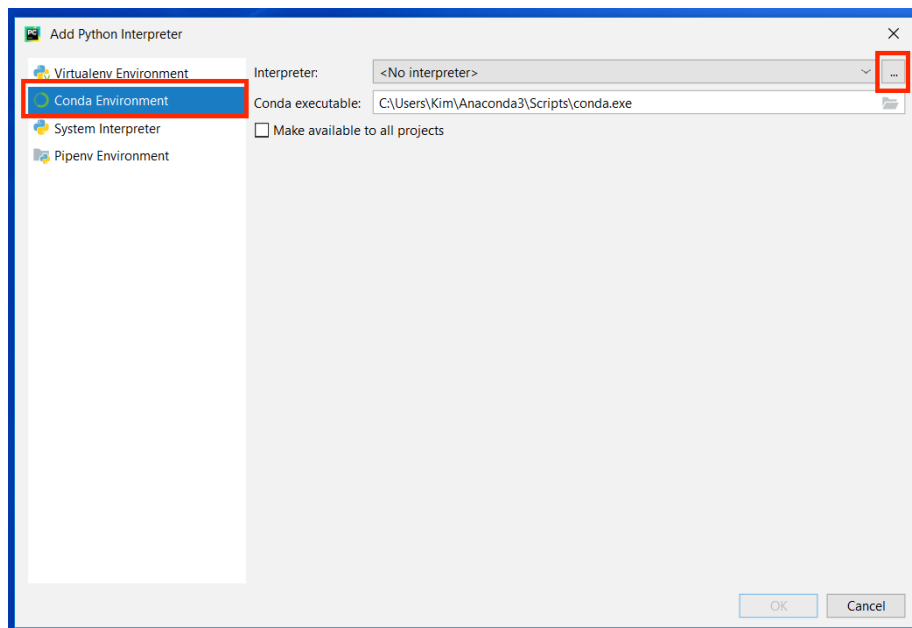 PC Add Python Interpreter
Virtualenv Environment
Conda Environment
System Interpreter
Pipenv Environment
Interpreter: <No interpreter> ...
Conda executable: C:\Users\Kim\Anaconda3\Scripts\conda.exe
Make available to all projects
OK Cancel